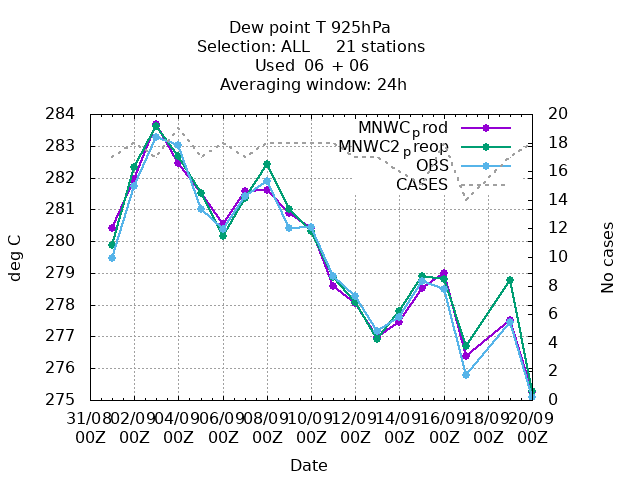 Dew point T 925hPa
Selection: ALL 21 stations
Used 06 + 06
Averaging window: 24h
284 20
283 18
282 16
281 14
280 12
279 10
278 8
277 6
276 4
275 2
0
MNWC_prod
MNWC2_preop
OBS
CASES
deg C
No cases
31/08 02/09 04/09 06/09 08/09 10/09 12/09 14/09 16/09 18/09 20/09
00Z 00Z 00Z 00Z 00Z 00Z 00Z 00Z 00Z 00Z 00Z
Date